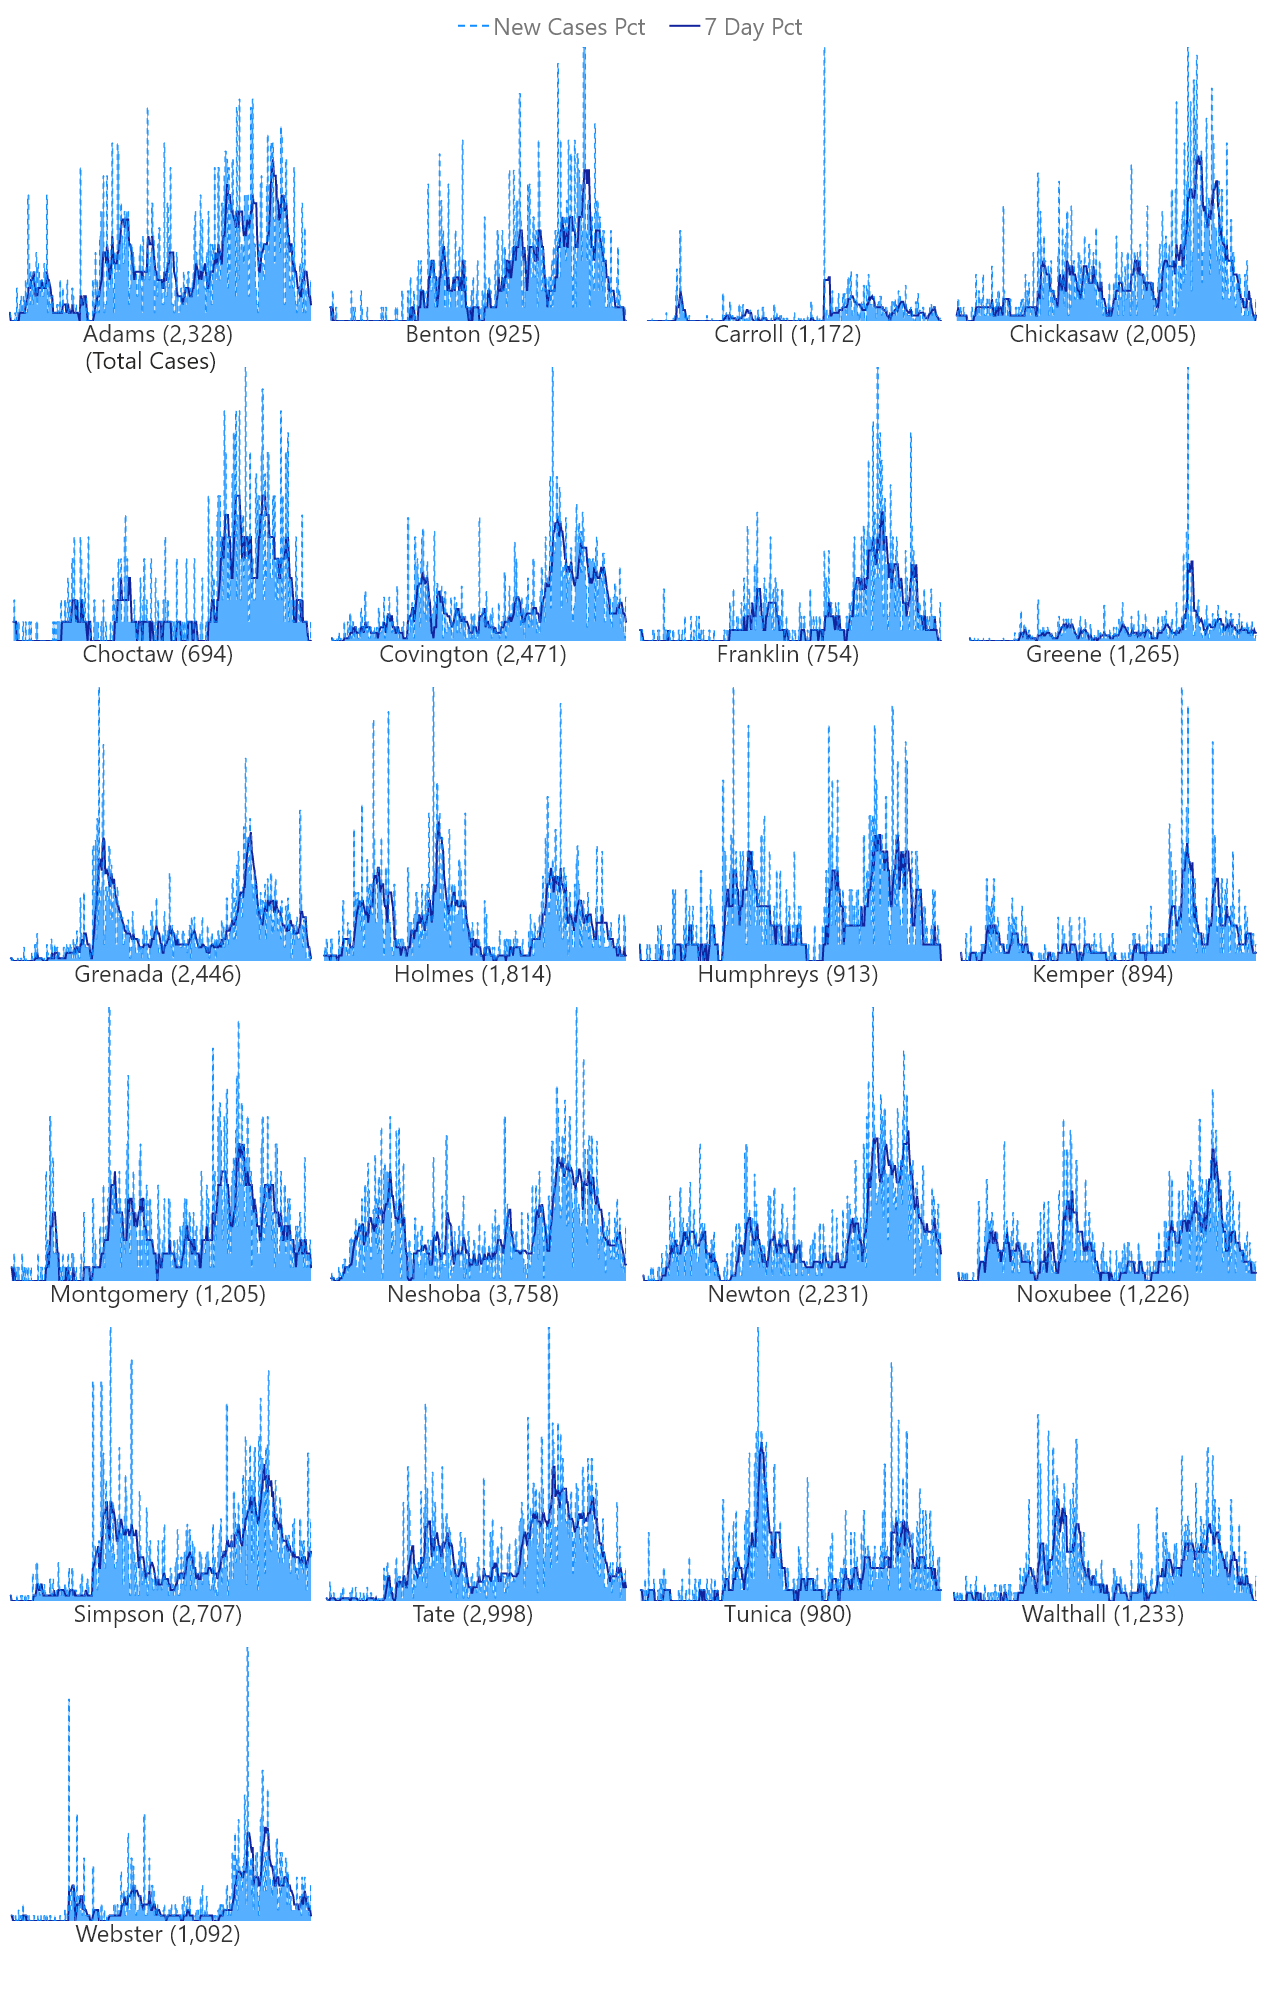 New Cases Pct 7 Day Pct
Adams (2,328) Benton (925) Carroll (1,172) Chickasaw (2,005)
(Total Cases)
Choctaw (694) Covington (2,471) Franklin (754) Greene (1,265)
Grenada (2,446) Holmes (1,814) Humphreys (913) Kemper (894)
Montgomery (1,205) Neshoba (3,758) Newton (2,231) Noxubee (1,226)
Simpson (2,707) Tate (2,998) Tunica (980) Walthall (1,233)
Webster (1,092)